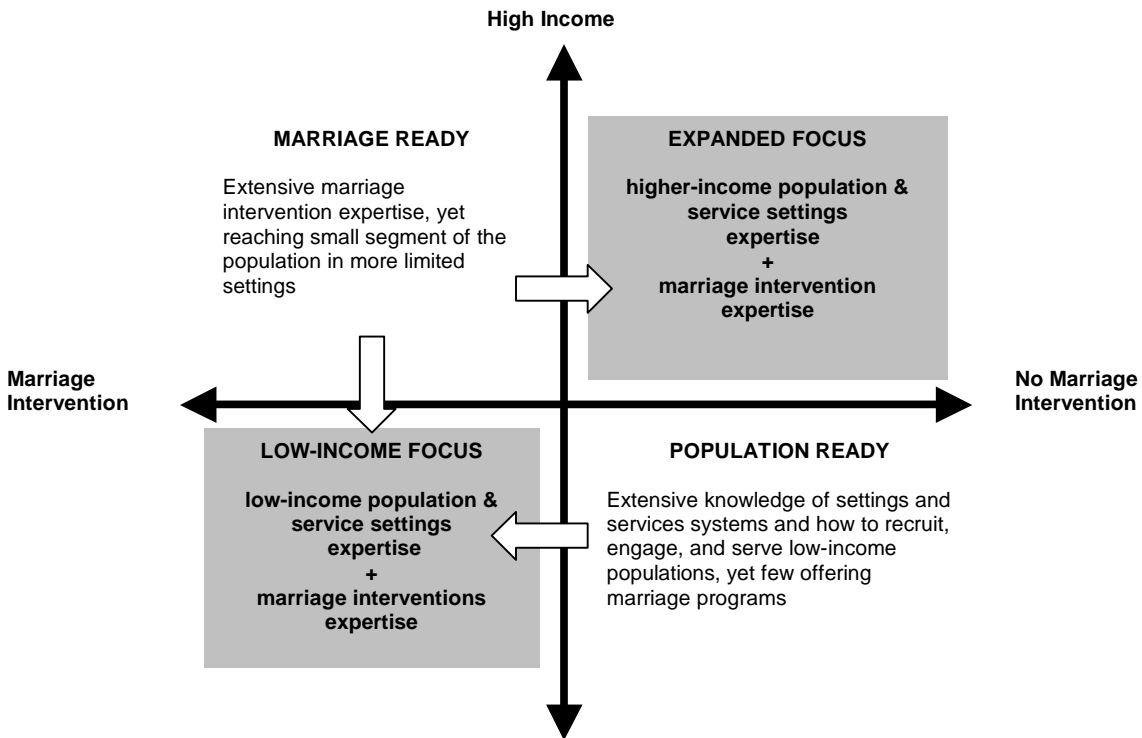 High Income
MARRIAGE READY
Extensive marriage
intervention expertise, yet
reaching small segment of the
population in more limited
settings
EXPANDED FOCUS
higher-income population &
service settings
expertise
+
marriage intervention
expertise
Marriage
Intervention
No Marriage
Intervention
LOW-INCOME FOCUS
low-income population &
service settings
expertise
+
marriage interventions
expertise
POPULATION READY
Extensive knowledge of settings and
services systems and how to recruit,
engage, and serve low-income
populations, yet few offering
marriage programs